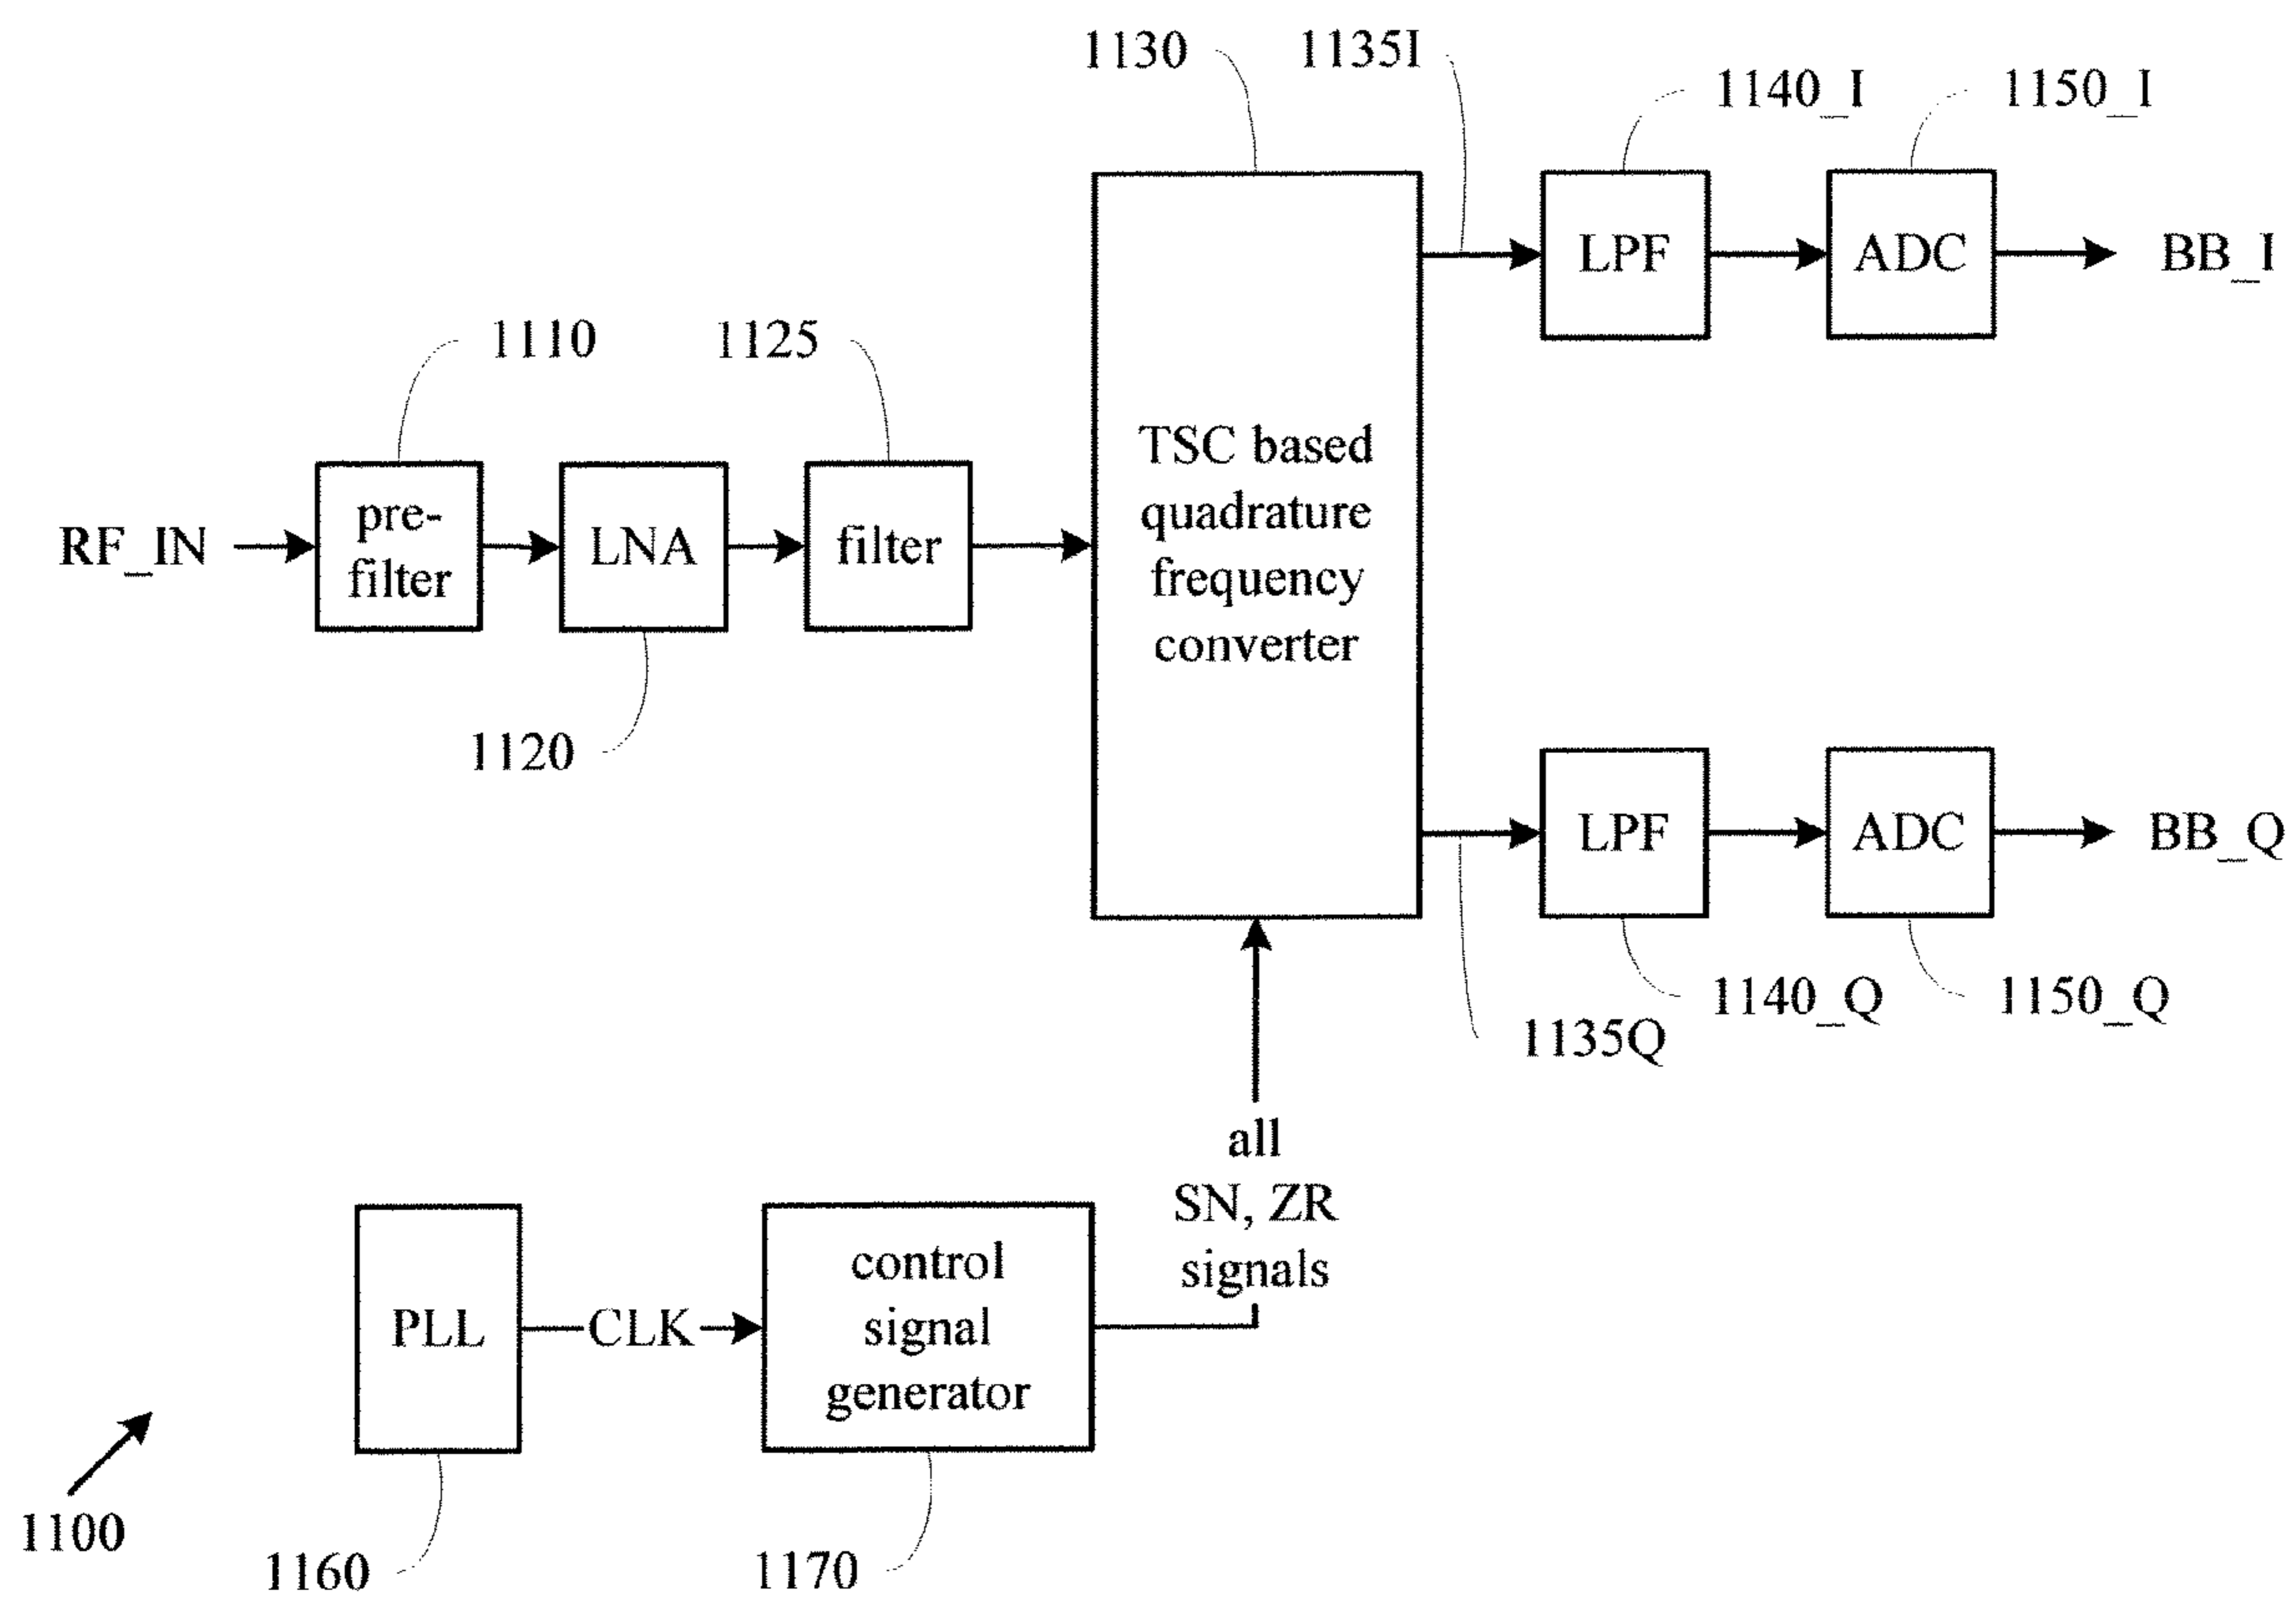 1130
1135I
1140_I
1150_I
LPF
ADC
BB_I
1110
1125
RF_IN
pre-
filter
LNA
filter
TSC based
quadrature
frequency
converter
1120
LPF
ADC
BB_Q
1140_Q
1150_Q
1135Q
all
SN, ZR
signals
PLL
CLK
control
signal
generator
1100
1160
1170